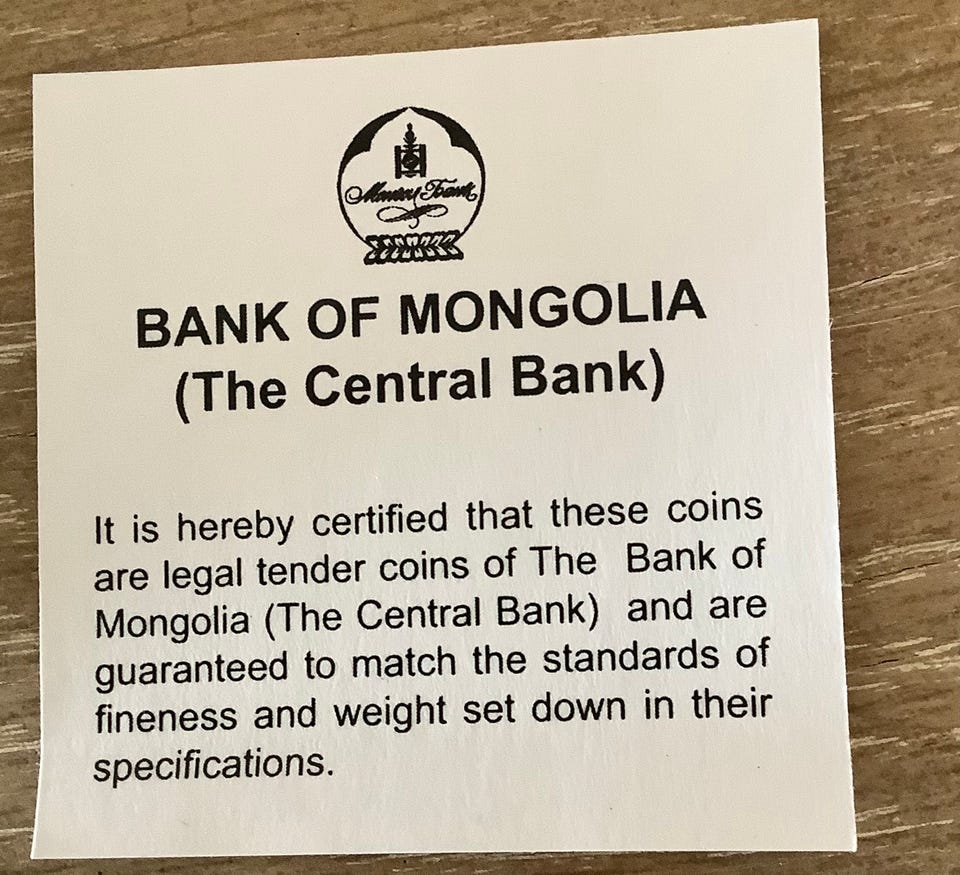 BANK OF MONGOLIA
(The Central Bank)
It is hereby certified that these coins
are legal tender coins of The Bank of
Mongolia (The Central Bank) and are
guaranteed to match the standards of
fineness and weight set down in their
specifications.